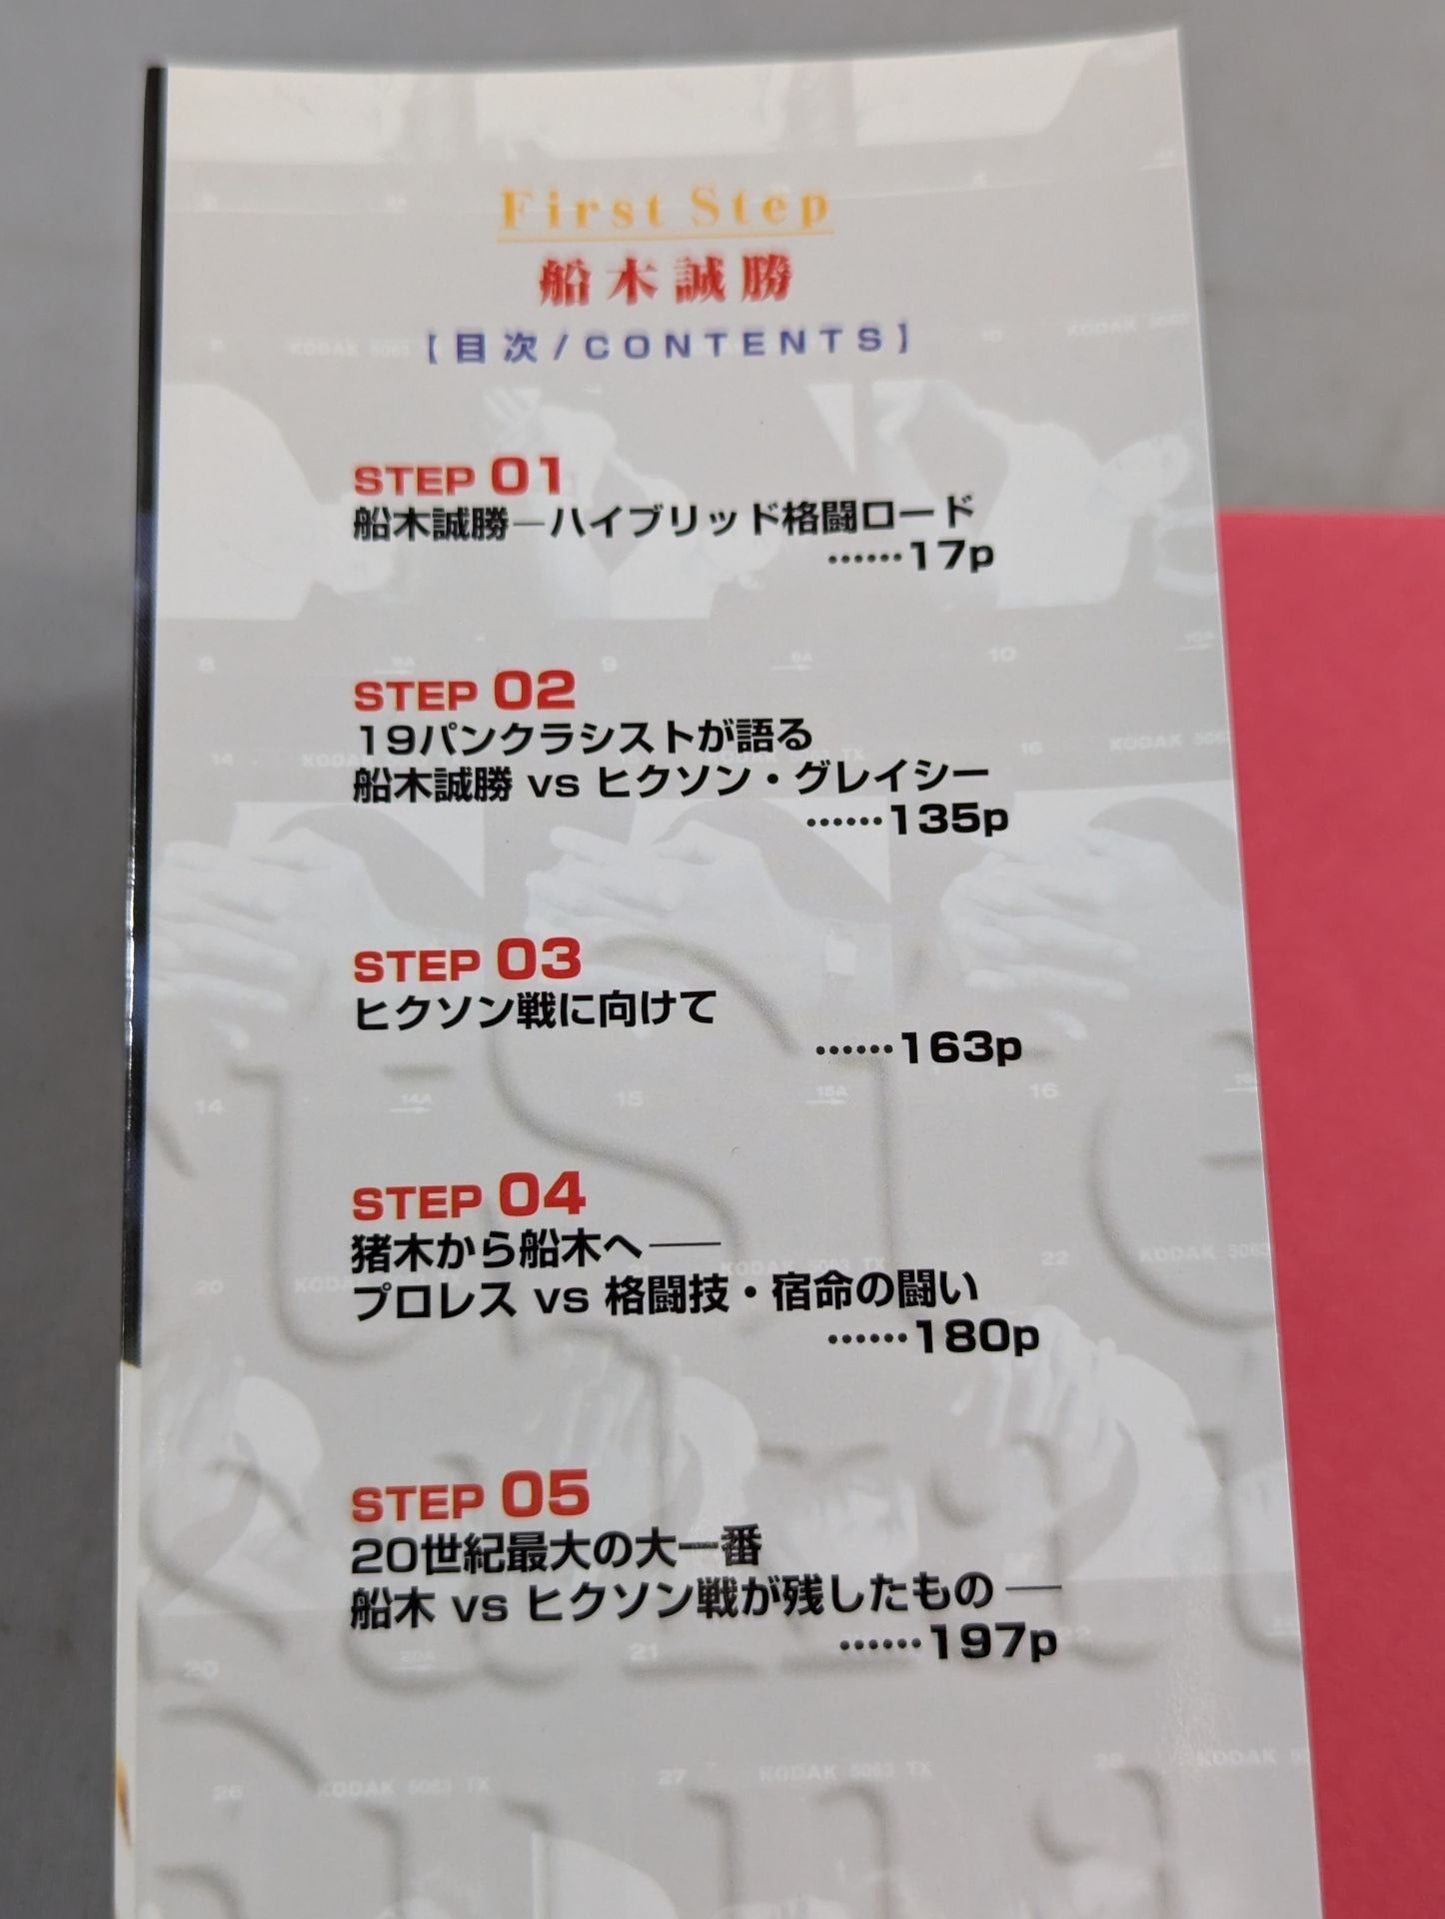 First Step
船木誠勝
【目次/CONTENTS】
STEP 01
船木誠勝—ハイブリッド格闘ロード
……17p
STEP 02
19パンクラシストが語る
船木誠勝 vs ヒクソン・グレイシー
……135p
STEP 03
ヒクソン戦に向けて
……163p
STEP 04
猪木から船木へ——
プロレス vs 格闘技・宿命の闘い
……180p
STEP 05
20世紀最大の大一番
船木 vs ヒクソン戦が残したもの——
……197p